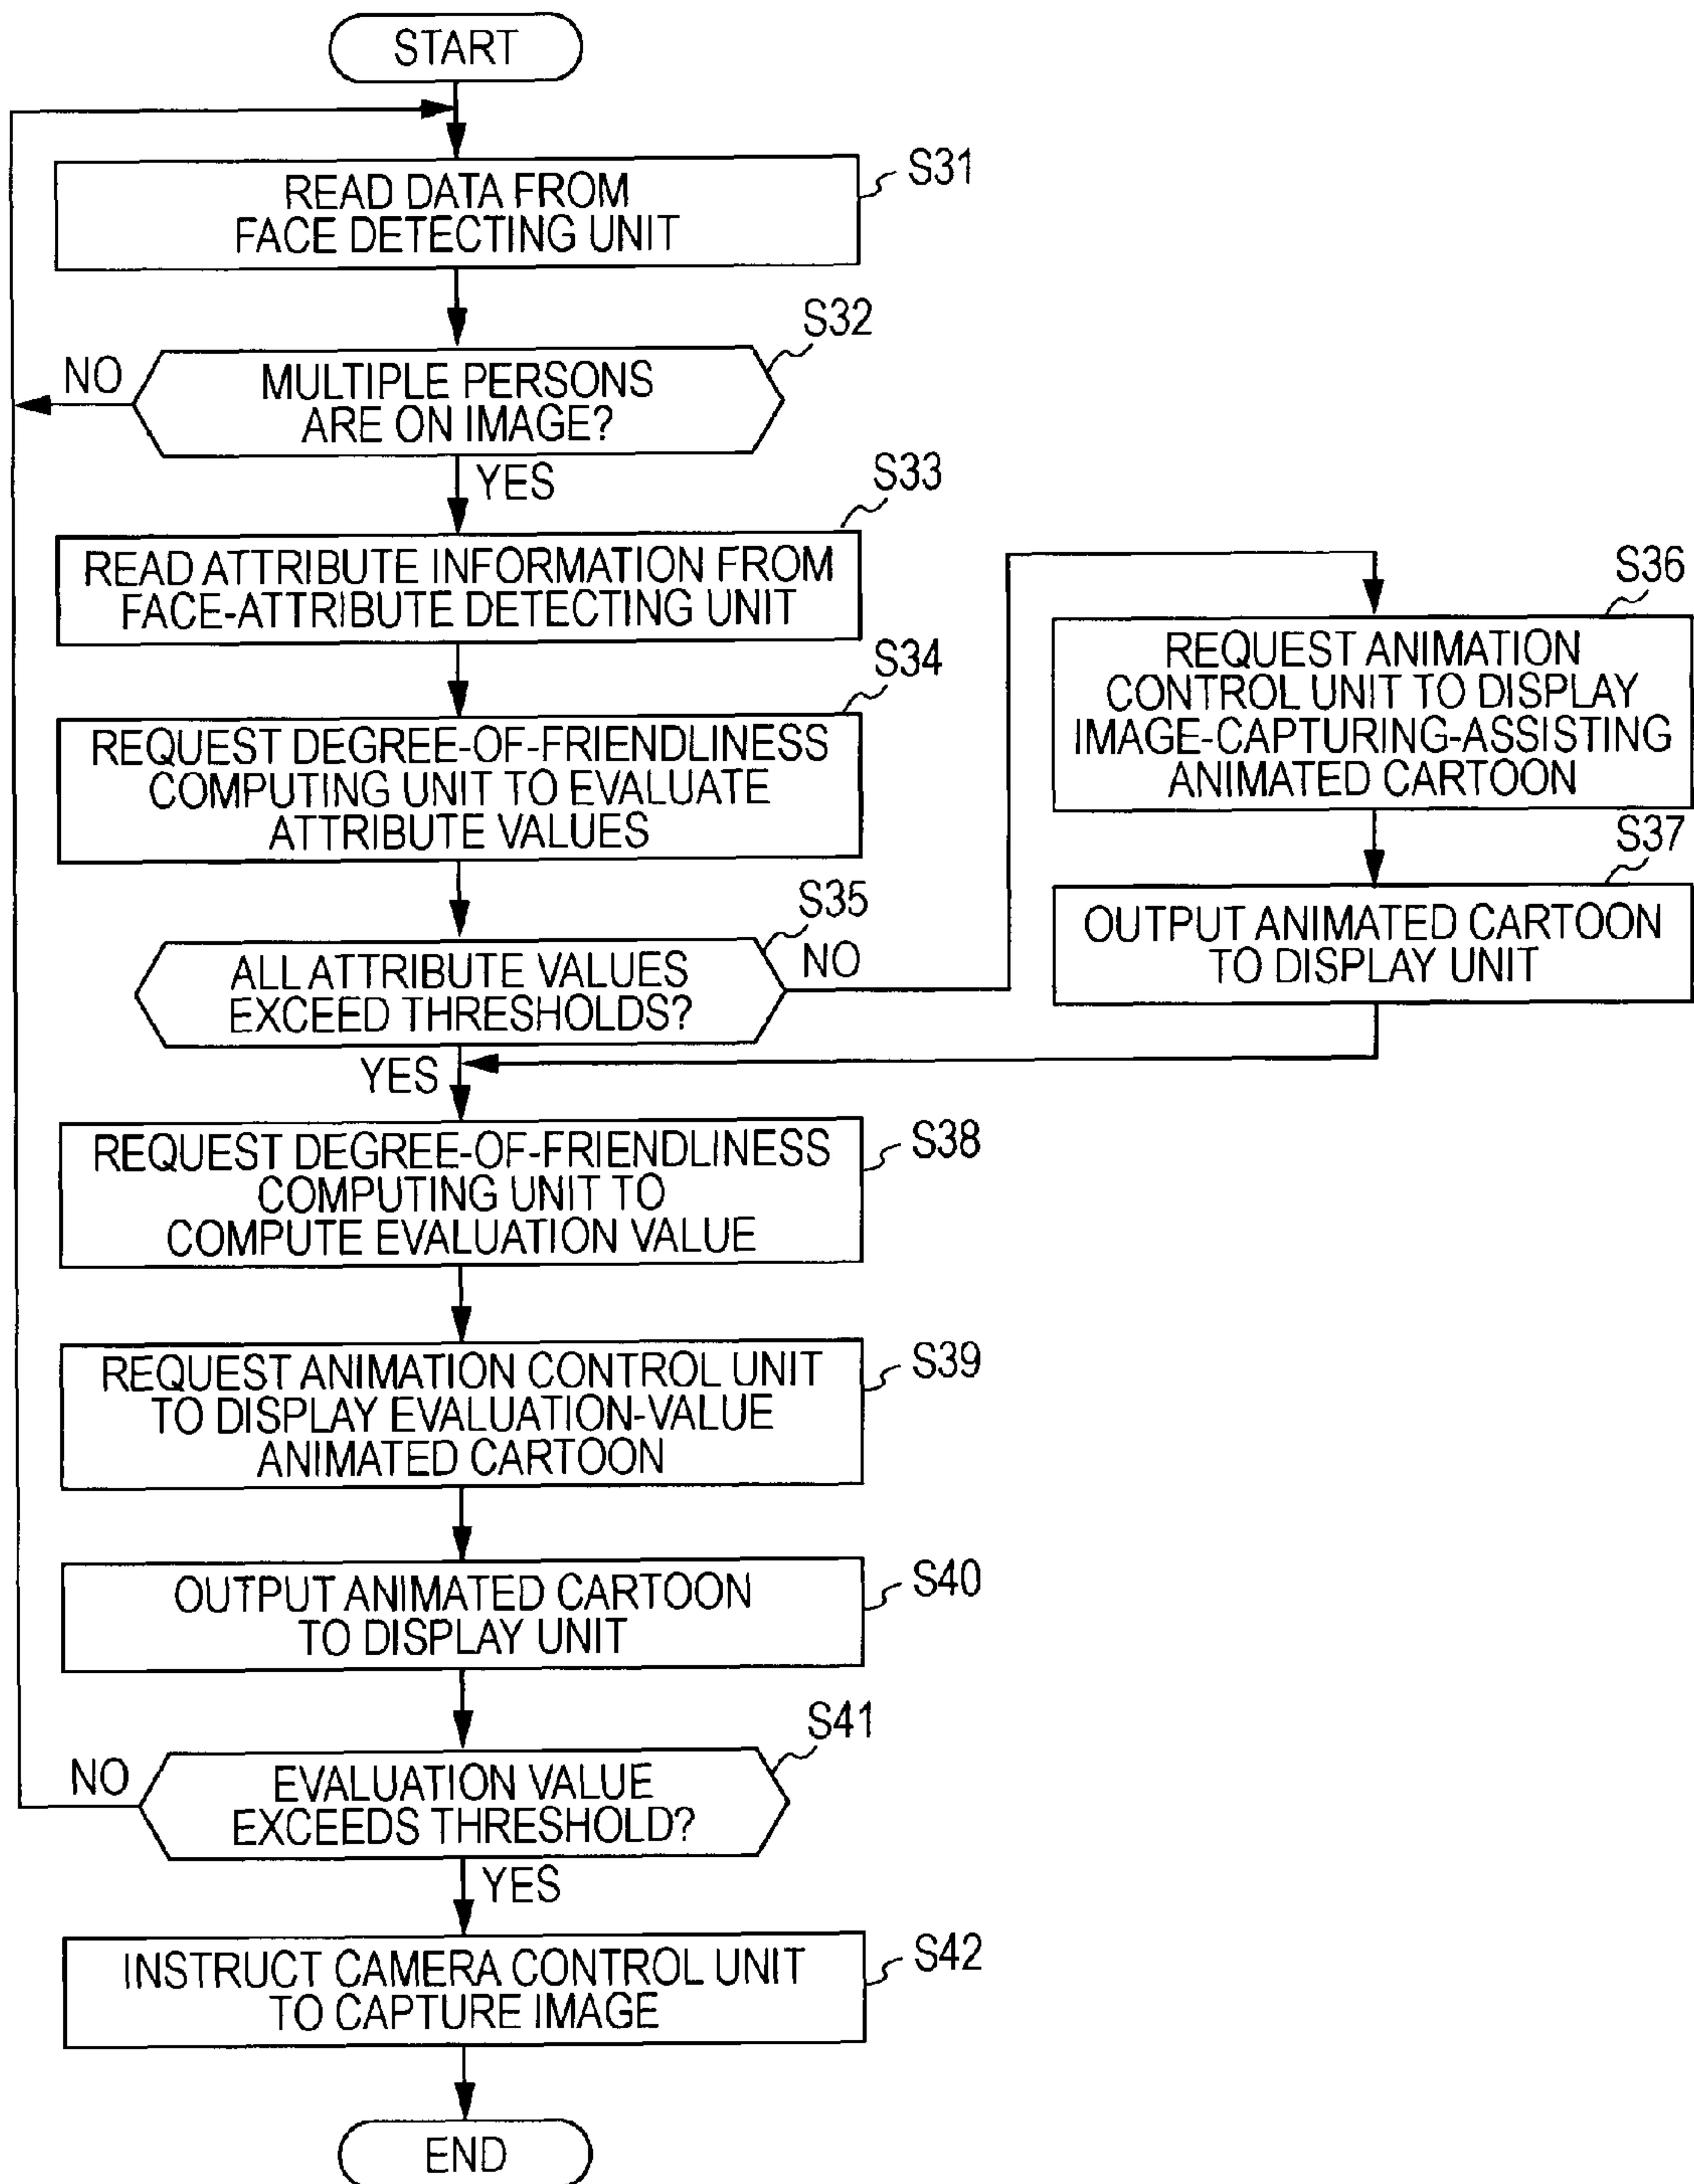 START
S31
READ DATA FROM
FACE DETECTING UNIT
S32
NO
MULTIPLE PERSONS
ARE ON IMAGE?
YES
S33
READ ATTRIBUTE INFORMATION FROM
FACE-ATTRIBUTE DETECTING UNIT
S34
REQUEST DEGREE-OF-FRIENDLINESS
COMPUTING UNIT TO EVALUATE
ATTRIBUTE VALUES
S35
ALL ATTRIBUTE VALUES
EXCEED THRESHOLDS?
NO
S36
REQUEST ANIMATION
CONTROL UNIT TO DISPLAY
IMAGE-CAPTURING-ASSISTING
ANIMATED CARTOON
S37
OUTPUT ANIMATED CARTOON
TO DISPLAY UNIT
YES
S38
REQUEST DEGREE-OF-FRIENDLINESS
COMPUTING UNIT TO
COMPUTE EVALUATION VALUE
S39
REQUEST ANIMATION CONTROL UNIT
TO DISPLAY EVALUATION-VALUE
ANIMATED CARTOON
S40
OUTPUT ANIMATED CARTOON
TO DISPLAY UNIT
S41
NO
EVALUATION VALUE
EXCEEDS THRESHOLD?
YES
S42
INSTRUCT CAMERA CONTROL UNIT
TO CAPTURE IMAGE
END